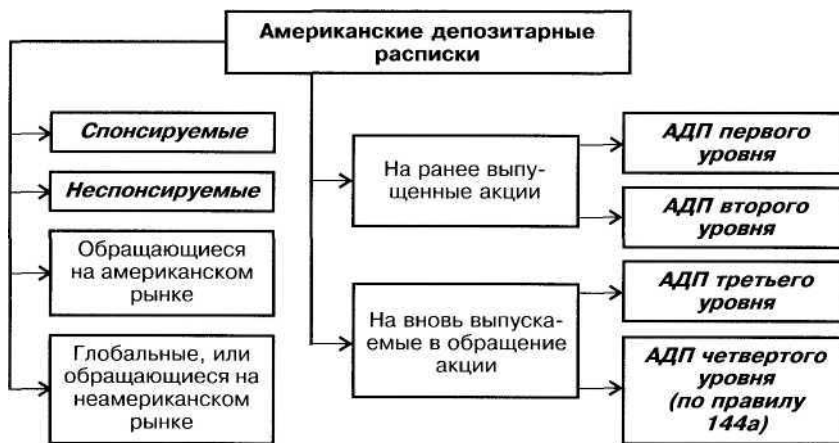 Американские депозитарные
расписки
Спонсируемые
Неспонсируемые
Обращающиеся
на американском
рынке
Глобальные, или
обращающиеся на
неамериканском
рынке
На ранее выпу-
щенные акции
На вновь выпуска-
емые в обращение
акции
АДП первого
уровня
АДП второго
уровня
АДП третьего
уровня
АДП четвертого
уровня
(по правилу
144а)